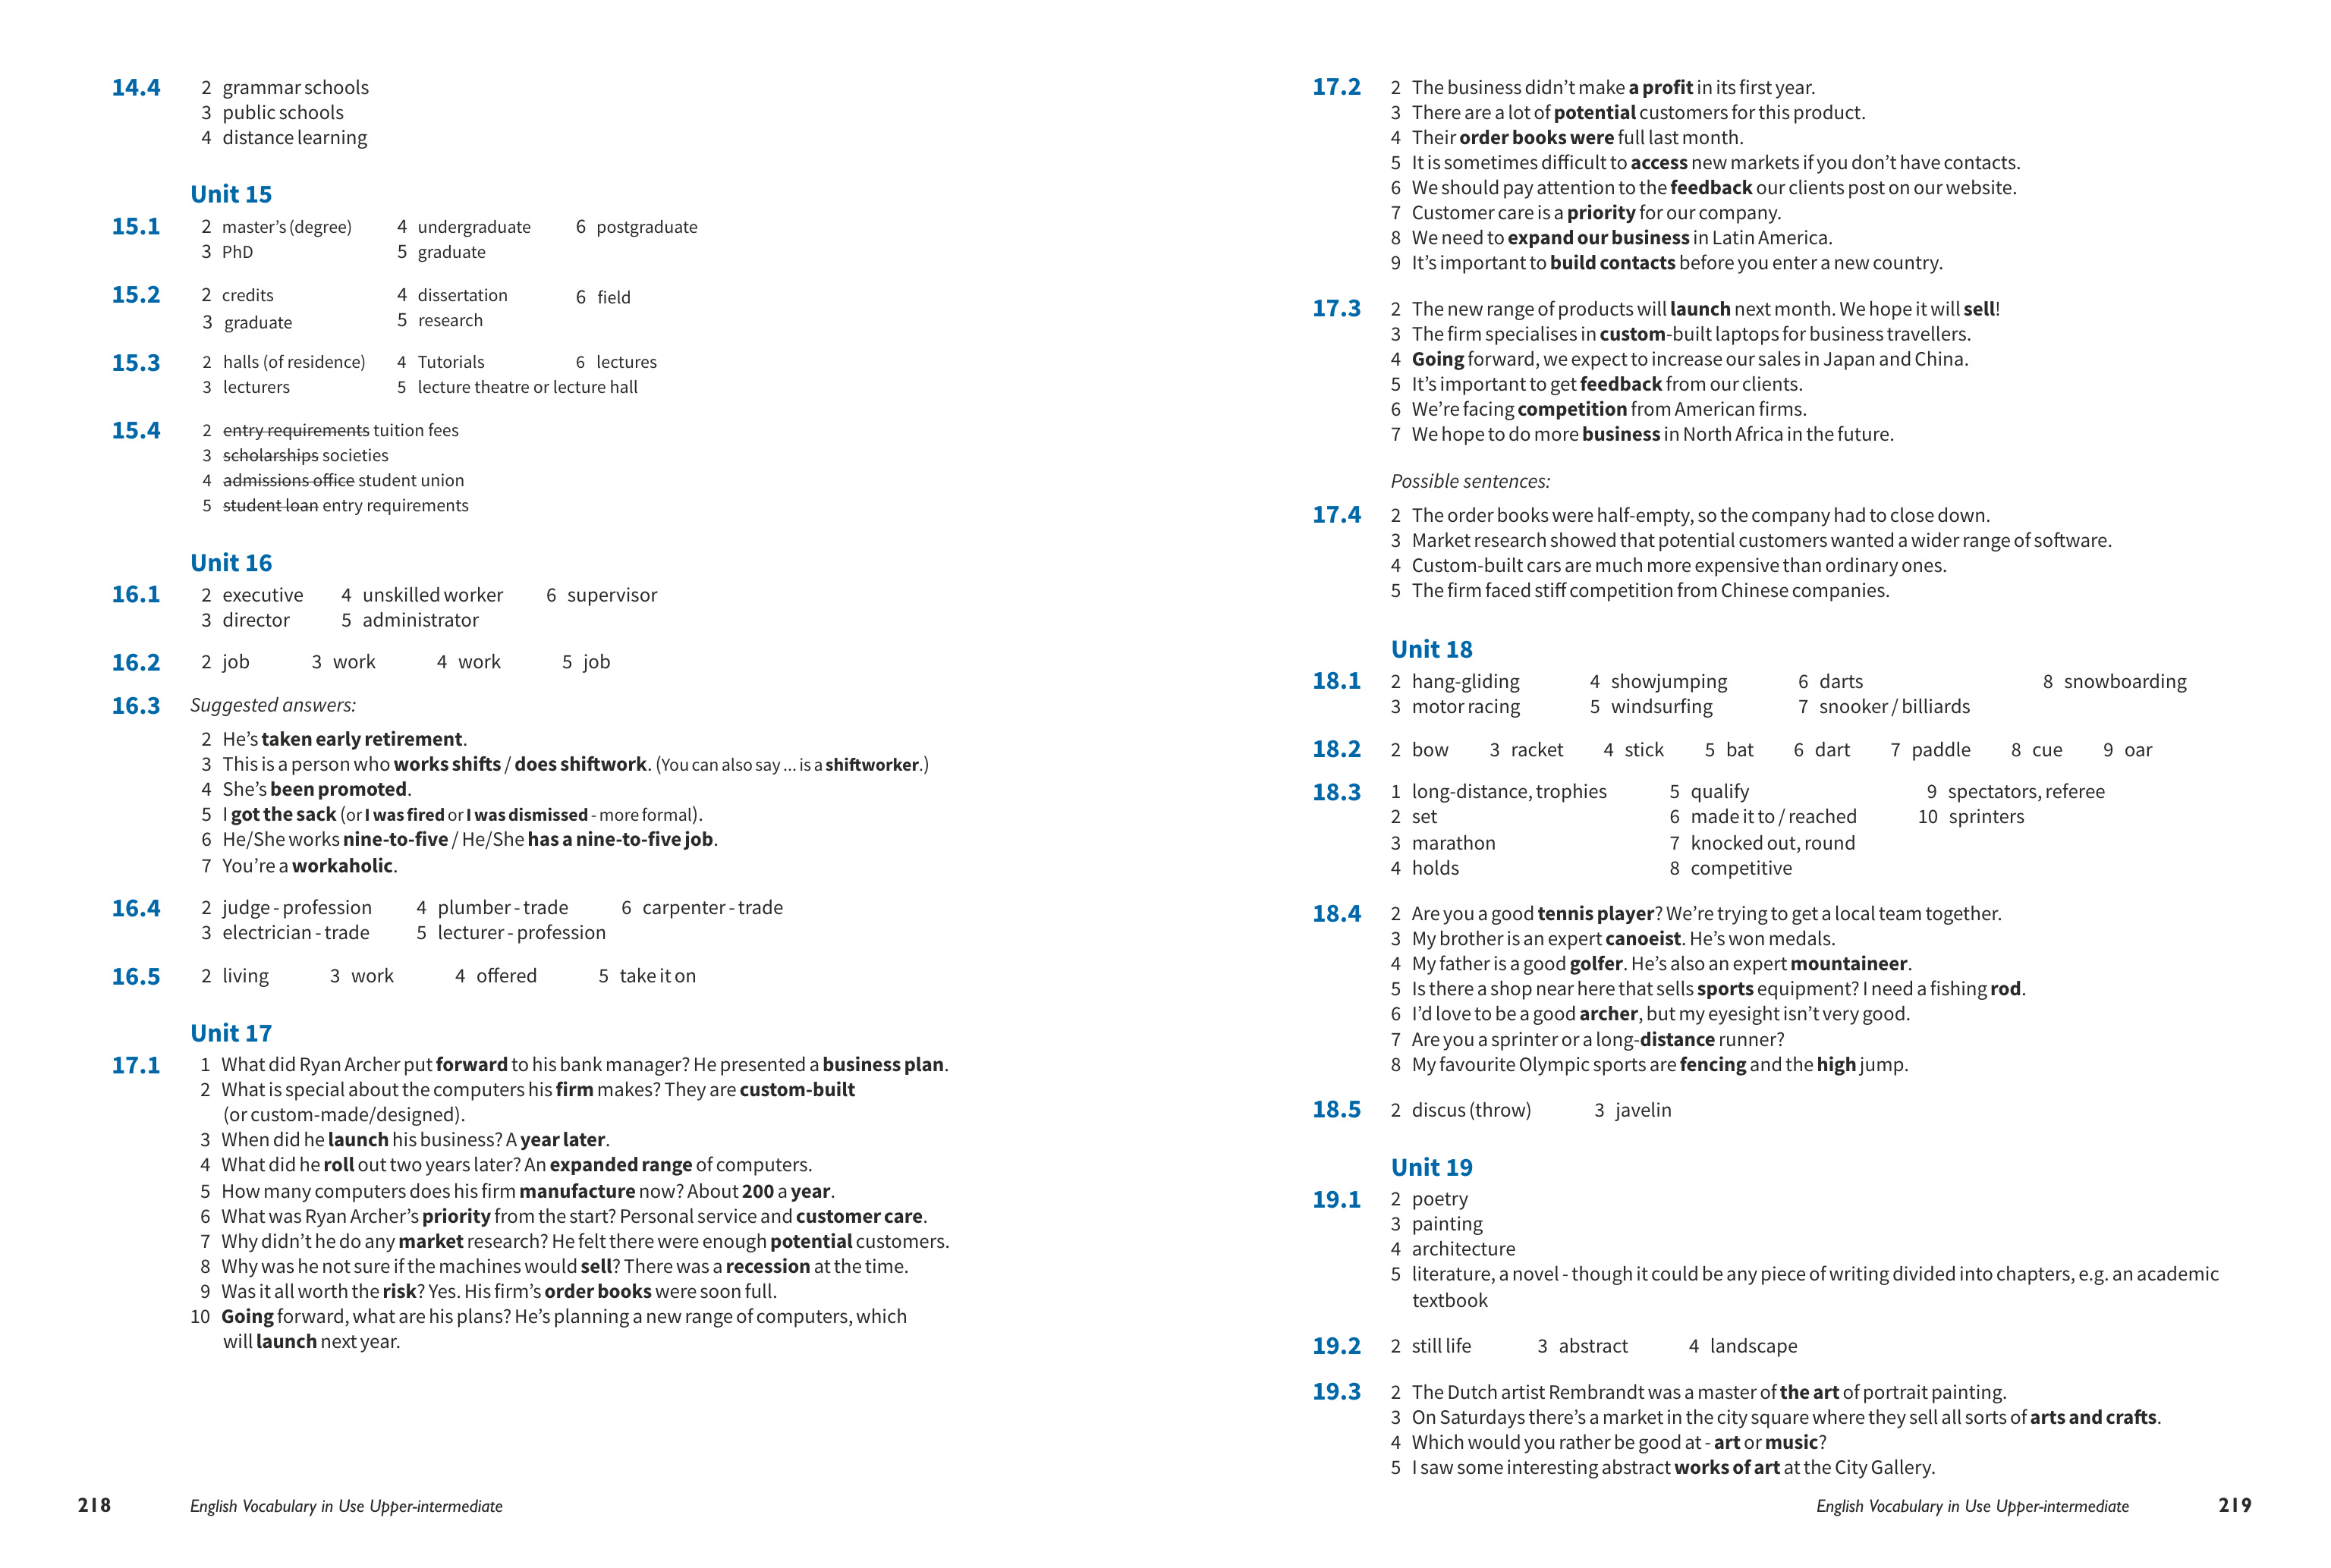 14.4 2 grammar schools
3 public schools
4 distance learning
Unit 15
15.1 2 master's (degree) 4 undergraduate 6 postgraduate
3 PhD 5 graduate
15.2 2 credits 4 dissertation 6 field
3 graduate 5 research
15.3 2 halls (of residence) 4 Tutorials 6 lectures
3 lecturers 5 lecture theatre or lecture hall
15.4 2 entry requirements tuition fees
3 scholarships societies
4 admissions office student union
5 student loan entry requirements
Unit 16
16.1 2 executive 4 unskilled worker 6 supervisor
3 director 5 administrator
16.2 2 job 3 work 4 work 5 job
16.3 Suggested answers:
2 He's taken early retirement.
3 This is a person who works shifts / does shiftwork. (You can also say ... is a shiftworker.)
4 She's been promoted.
5 I got the sack (or I was fired or I was dismissed - more formal).
6 He/She works nine-to-five / He/She has a nine-to-five job.
7 You're a workaholic.
16.4 2 judge - profession 4 plumber - trade 6 carpenter - trade
3 electrician - trade 5 lecturer - profession
16.5 2 living 3 work 4 offered 5 take it on
Unit 17
17.1 1 What did Ryan Archer put forward to his bank manager? He presented a business plan.
2 What is special about the computers his firm makes? They are custom-built
(or custom-made/designed).
3 When did he launch his business? A year later.
4 What did he roll out two years later? An expanded range of computers.
5 How many computers does his firm manufacture now? About 200 a year.
6 What was Ryan Archer's priority from the start? Personal service and customer care.
7 Why didn't he do any market research? He felt there were enough potential customers.
8 Why was he not sure if the machines would sell? There was a recession at the time.
9 Was it all worth the risk? Yes. His firm's order books were soon full.
10 Going forward, what are his plans? He's planning a new range of computers, which
will launch next year.
218 English Vocabulary in Use Upper-intermediate
17.2 2 The business didn't make a profit in its first year.
3 There are a lot of potential customers for this product.
4 Their order books were full last month.
5 It is sometimes difficult to access new markets if you don't have contacts.
6 We should pay attention to the feedback our clients post on our website.
7 Customer care is a priority for our company.
8 We need to expand our business in Latin America.
9 It's important to build contacts before you enter a new country.
17.3 2 The new range of products will launch next month. We hope it will sell!
3 The firm specialises in custom-built laptops for business travellers.
4 Going forward, we expect to increase our sales in Japan and China.
5 It's important to get feedback from our clients.
6 We're facing competition from American firms.
7 We hope to do more business in North Africa in the future.
Possible sentences:
17.4 2 The order books were half-empty, so the company had to close down.
3 Market research showed that potential customers wanted a wider range of software.
4 Custom-built cars are much more expensive than ordinary ones.
5 The firm faced stiff competition from Chinese companies.
Unit 18
18.1 2 hang-gliding 4 showjumping 6 darts 8 snowboarding
3 motor racing 5 windsurfing 7 snooker / billiards
18.2 2 bow 3 racket 4 stick 5 bat 6 dart 7 paddle 8 cue 9 oar
18.3 1 long-distance, trophies 5 qualify 9 spectators, referee
2 set 6 made it to / reached 10 sprinters
3 marathon 7 knocked out, round
4 holds 8 competitive
18.4 2 Are you a good tennis player? We're trying to get a local team together.
3 My brother is an expert canoeist. He's won medals.
4 My father is a good golfer. He's also an expert mountaineer.
5 Is there a shop near here that sells sports equipment? I need a fishing rod.
6 I'd love to be a good archer, but my eyesight isn't very good.
7 Are you a sprinter or a long-distance runner?
8 My favourite Olympic sports are fencing and the high jump.
18.5 2 discus (throw) 3 javelin
Unit 19
19.1 2 poetry
3 painting
4 architecture
5 literature, a novel - though it could be any piece of writing divided into chapters, e.g. an academic
textbook
19.2 2 still life 3 abstract 4 landscape
19.3 2 The Dutch artist Rembrandt was a master of the art of portrait painting.
3 On Saturdays there's a market in the city square where they sell all sorts of arts and crafts.
4 Which would you rather be good at - art or music?
5 I saw some interesting abstract works of art at the City Gallery.
English Vocabulary in Use Upper-intermediate 219